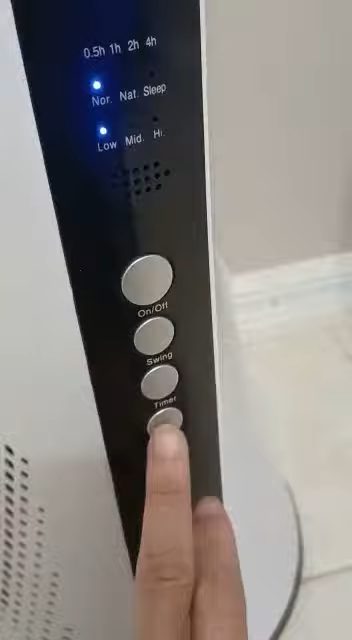 0.5h 1h 2h 4h
Nor. Nat. Sleep
Low Mid. Hi.
On/Off
Swing
Timer